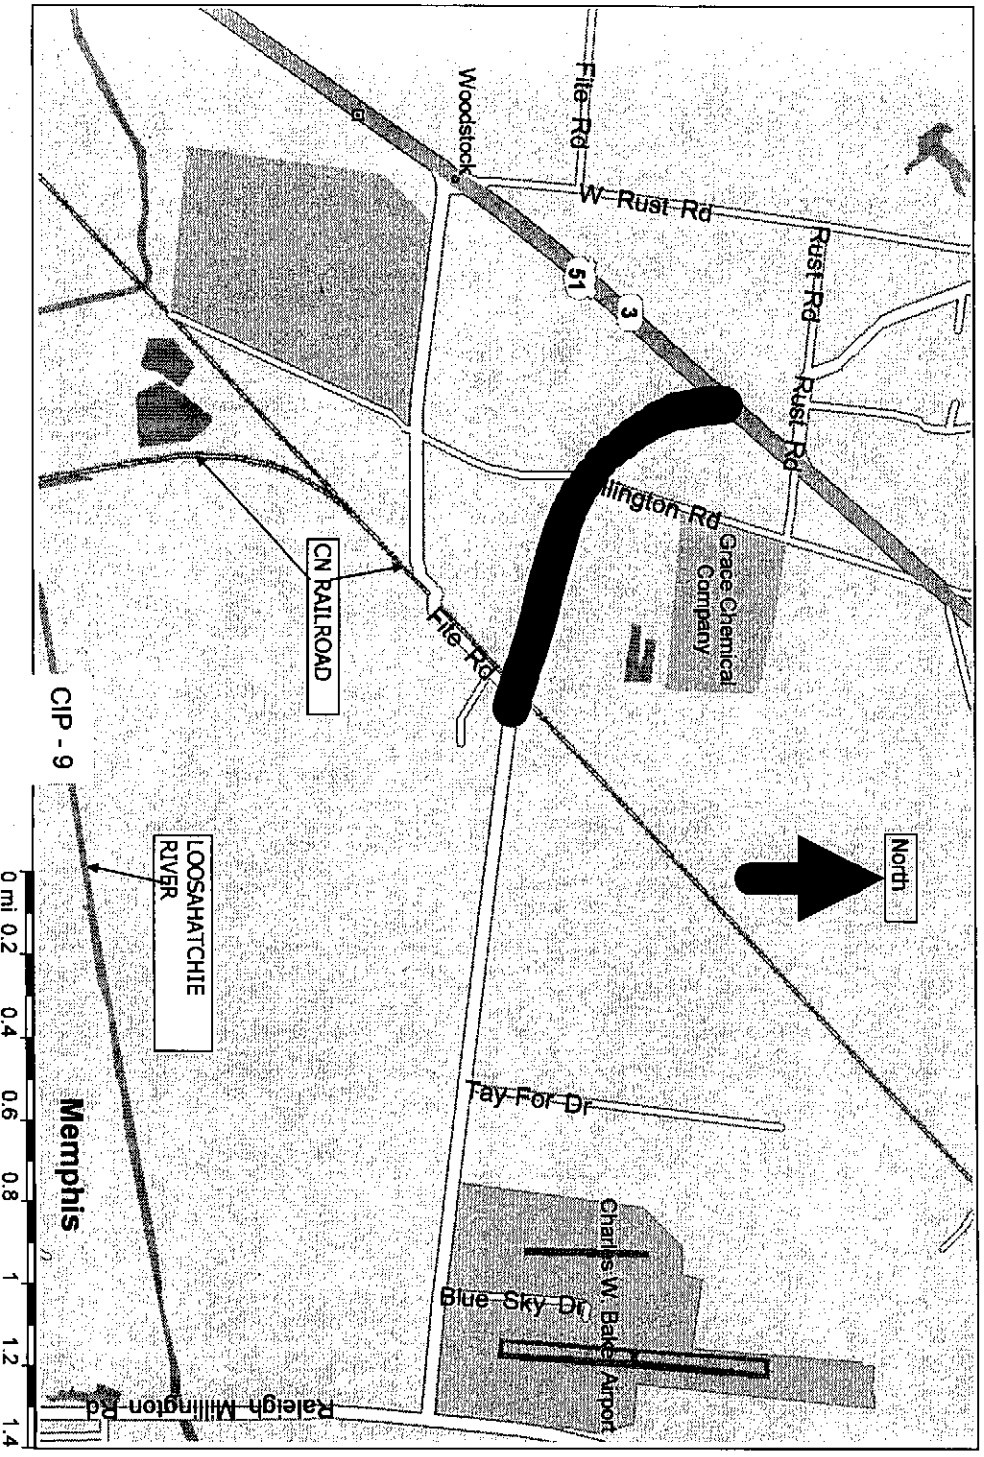 North
Fite Rd
Woodstock
W Rust Rd
Rust Rd
Rust Rd
51
3
llington Rd
Grace Chemical
Company
CN RAILROAD
Fite Rd
LOOSAHATCHIE
RIVER
Tay For Dr
Charles W. Baker Airport
Blue Sky Dr
Raleigh Millington Rd
Memphis
CIP - 9
0 mi 0.2 0.4 0.6 0.8 1 1.2 1.4